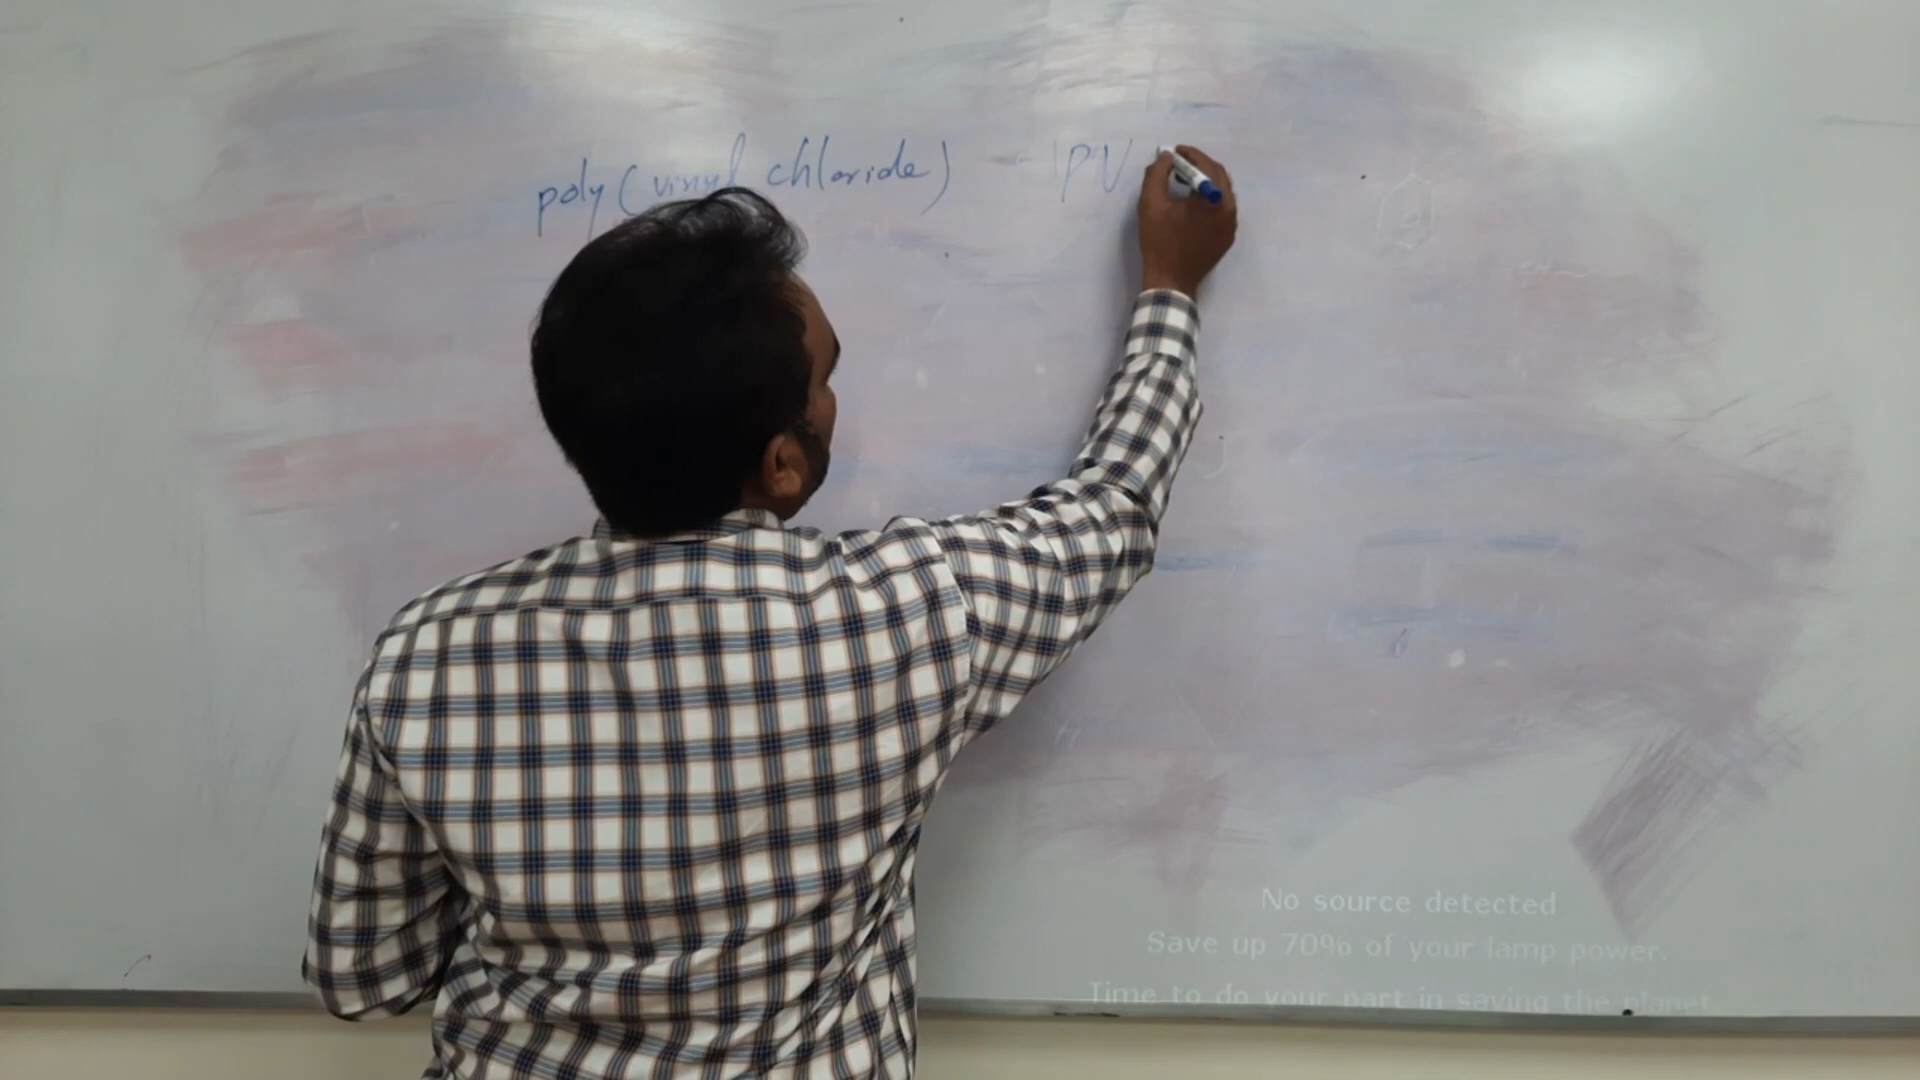 poly (vinyl chloride) - PV
No source detected
Save up 70% of your lamp power.
Time to do your part in saving the planet